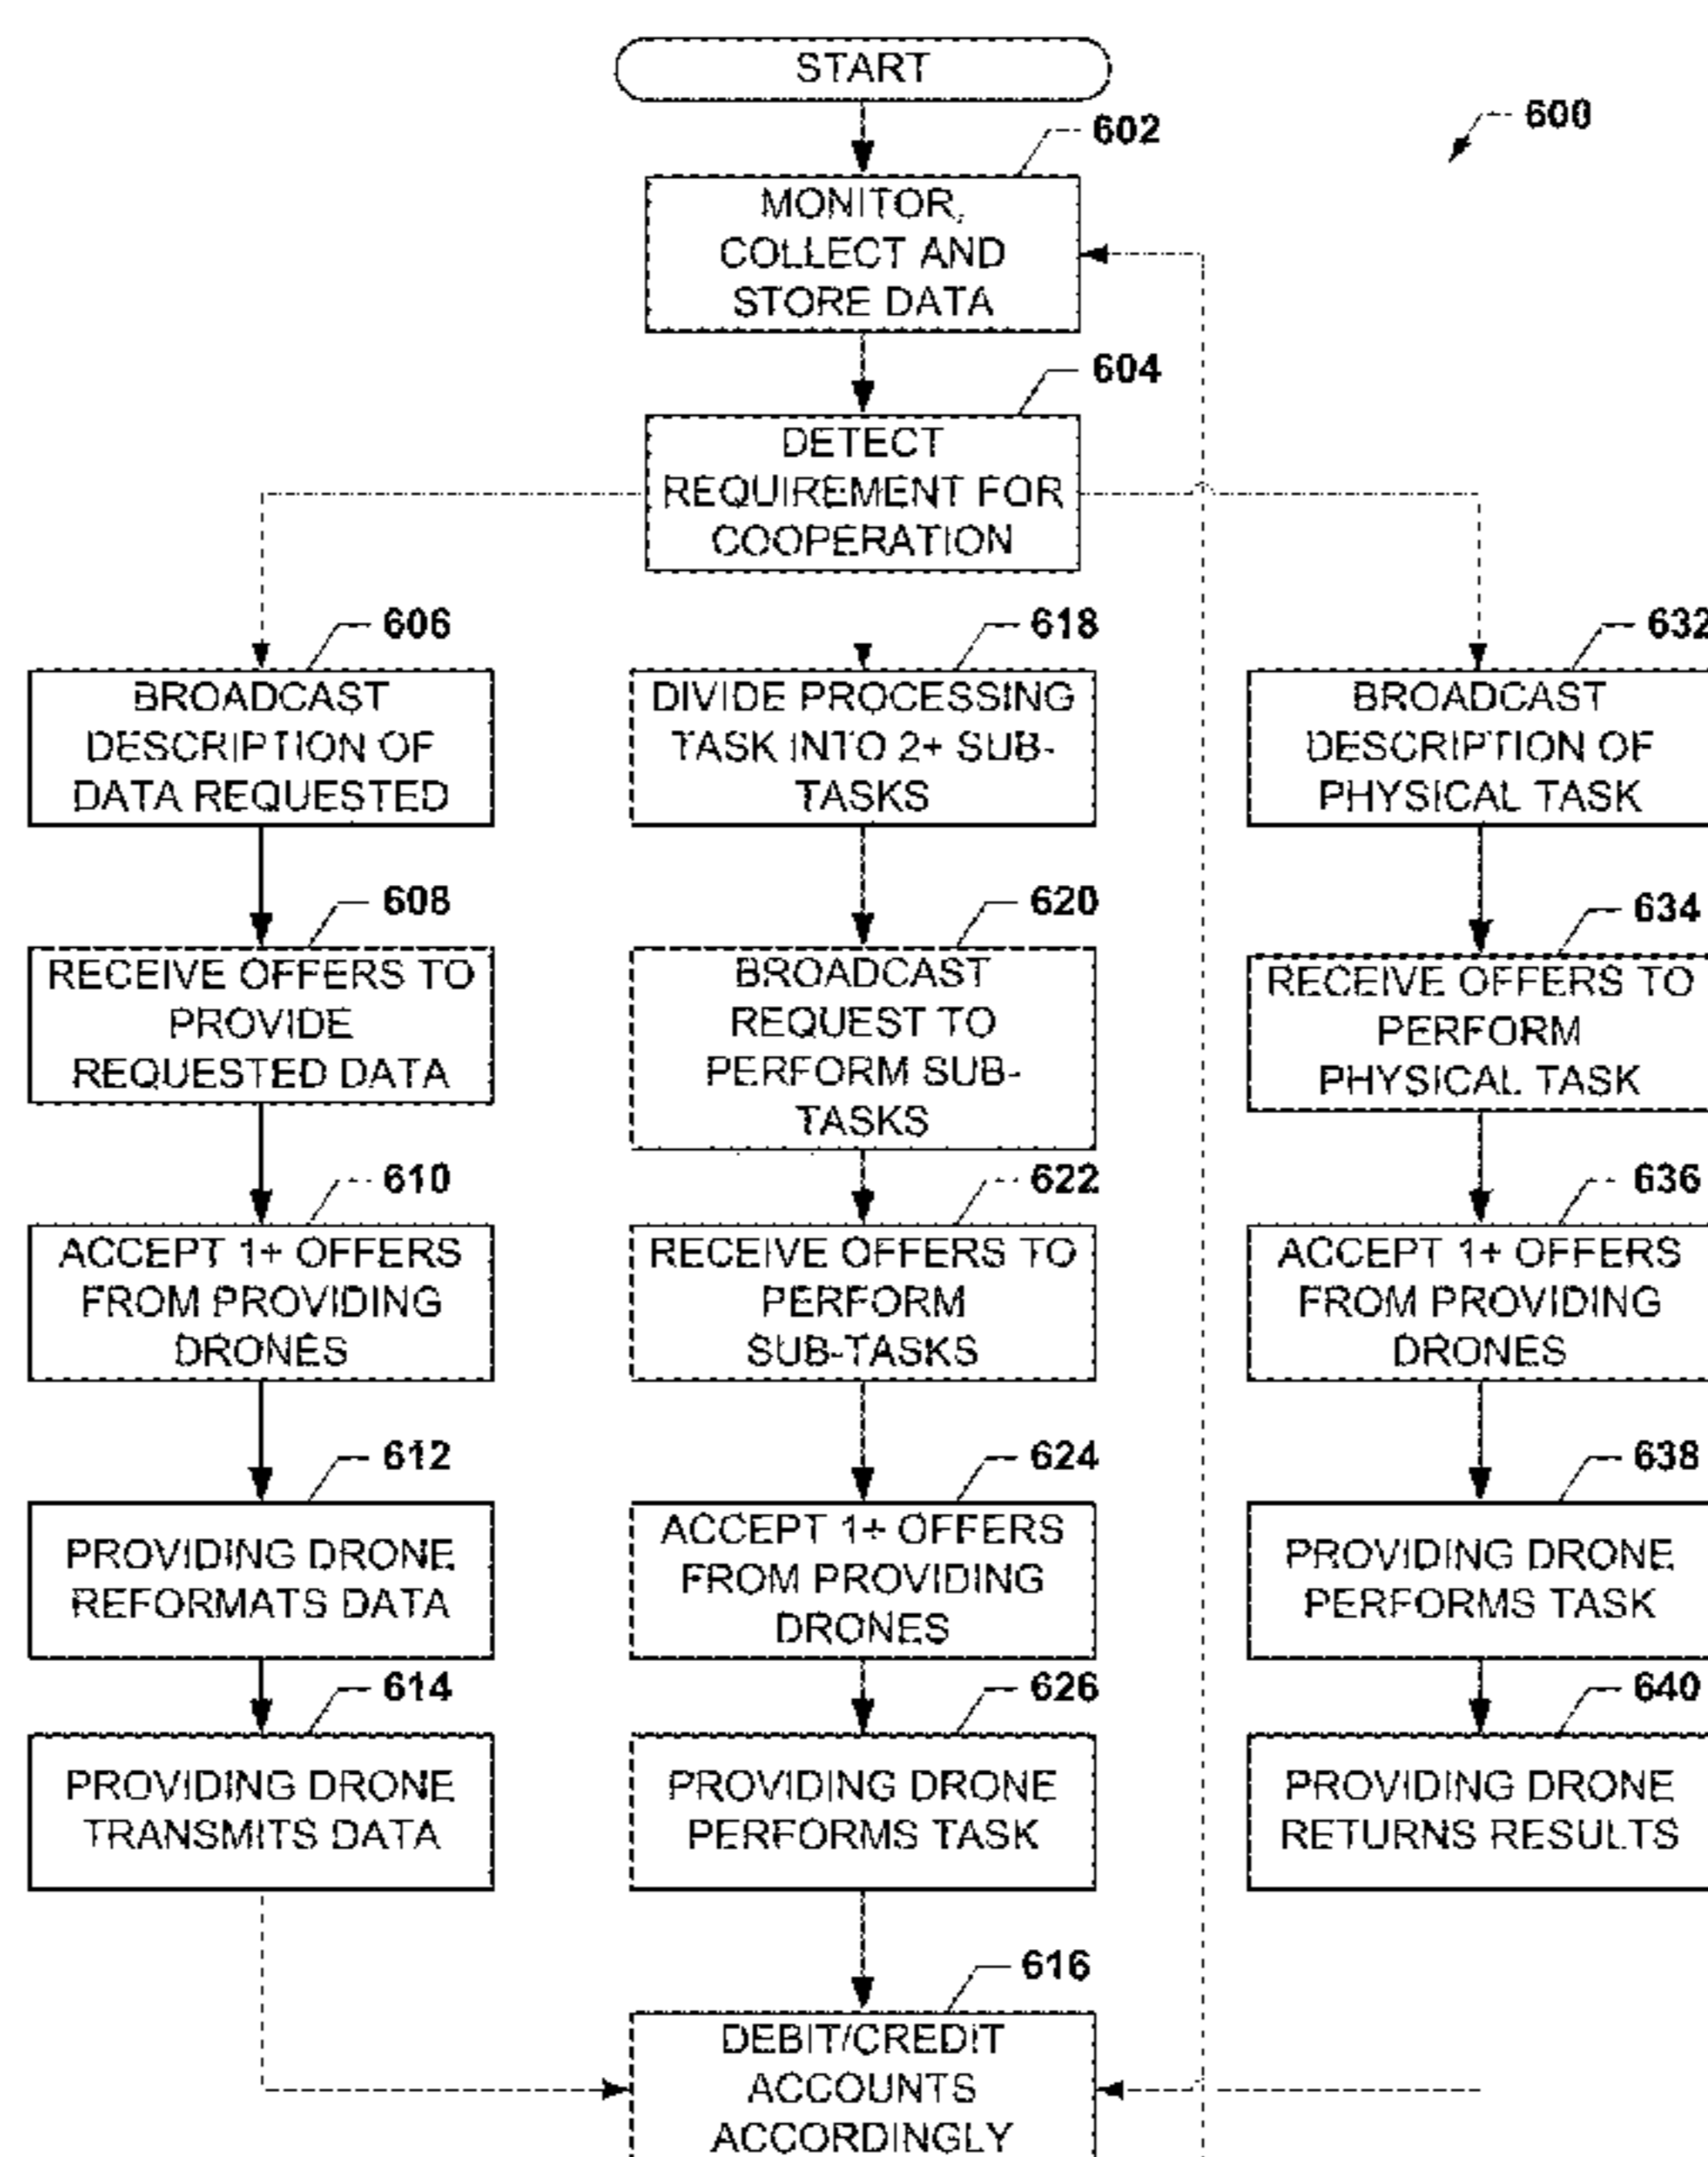 START
600
602
MONITOR,
COLLECT AND
STORE DATA
604
DETECT
REQUIREMENT FOR
COOPERATION
606
BROADCAST
DESCRIPTION OF
DATA REQUESTED
608
RECEIVE OFFERS TO
PROVIDE
REQUESTED DATA
610
ACCEPT 1+ OFFERS
FROM PROVIDING
DRONES
612
PROVIDING DRONE
REFORMATS DATA
614
PROVIDING DRONE
TRANSMITS DATA
618
DIVIDE PROCESSING
TASK INTO 2+ SUB-
TASKS
620
BROADCAST
REQUEST TO
PERFORM SUB-
TASKS
622
RECEIVE OFFERS TO
PERFORM
SUB-TASKS
624
ACCEPT 1+ OFFERS
FROM PROVIDING
DRONES
626
PROVIDING DRONE
PERFORMS TASK
632
BROADCAST
DESCRIPTION OF
PHYSICAL TASK
634
RECEIVE OFFERS TO
PERFORM
PHYSICAL TASK
636
ACCEPT 1+ OFFERS
FROM PROVIDING
DRONES
638
PROVIDING DRONE
PERFORMS TASK
640
PROVIDING DRONE
RETURNS RESULTS
616
DEBIT/CREDIT
ACCOUNTS
ACCORDINGLY